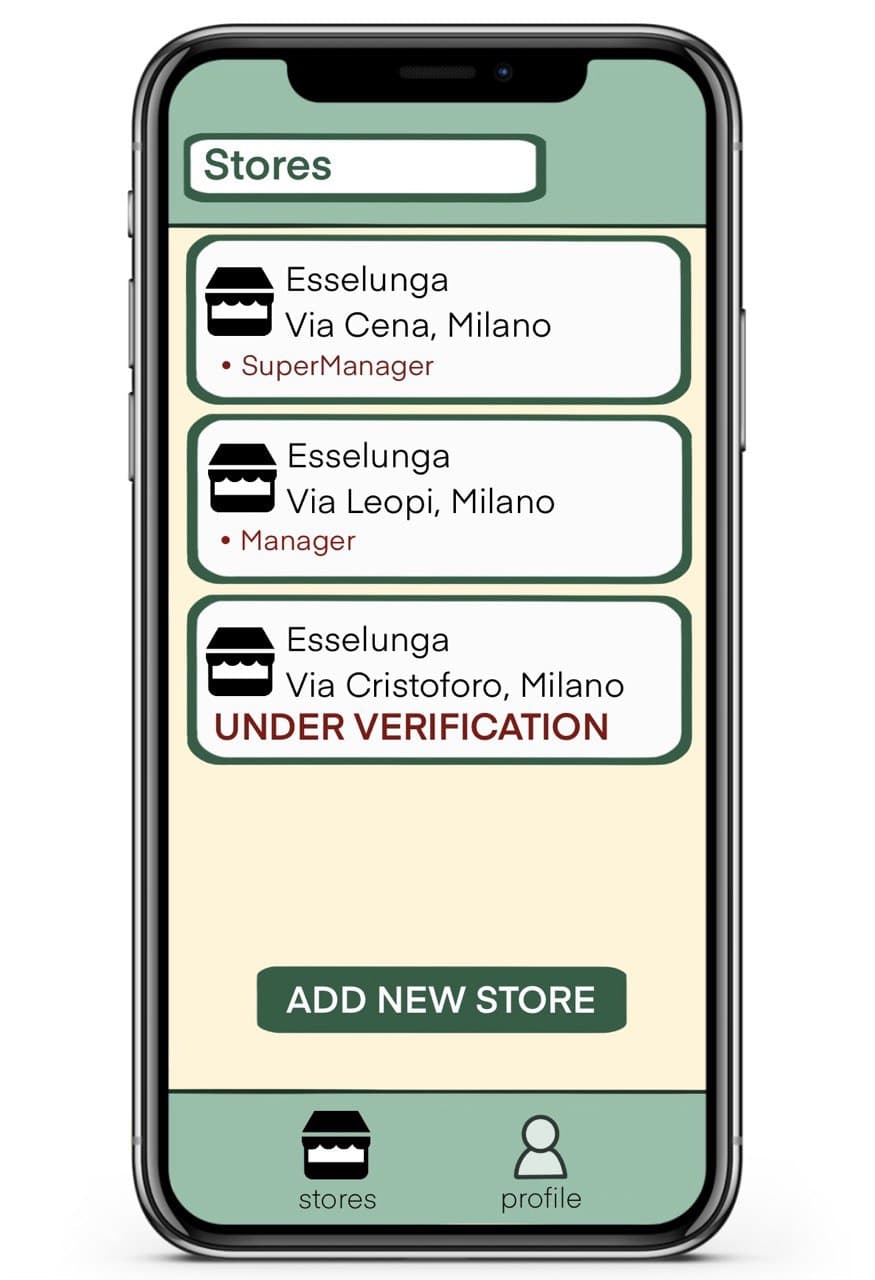 Stores
Esselunga
Via Cena, Milano
• SuperManager
Esselunga
Via Leopi, Milano
• Manager
Esselunga
Via Cristoforo, Milano
UNDER VERIFICATION
ADD NEW STORE
stores
profile